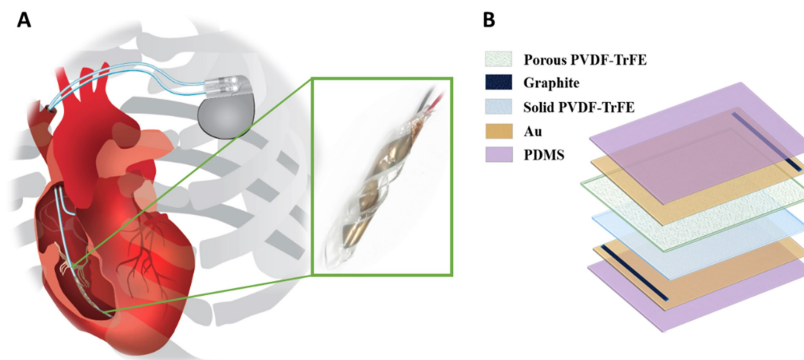 A
B
Porous PVDF-TrFE
Graphite
Solid PVDF-TrFE
Au
PDMS